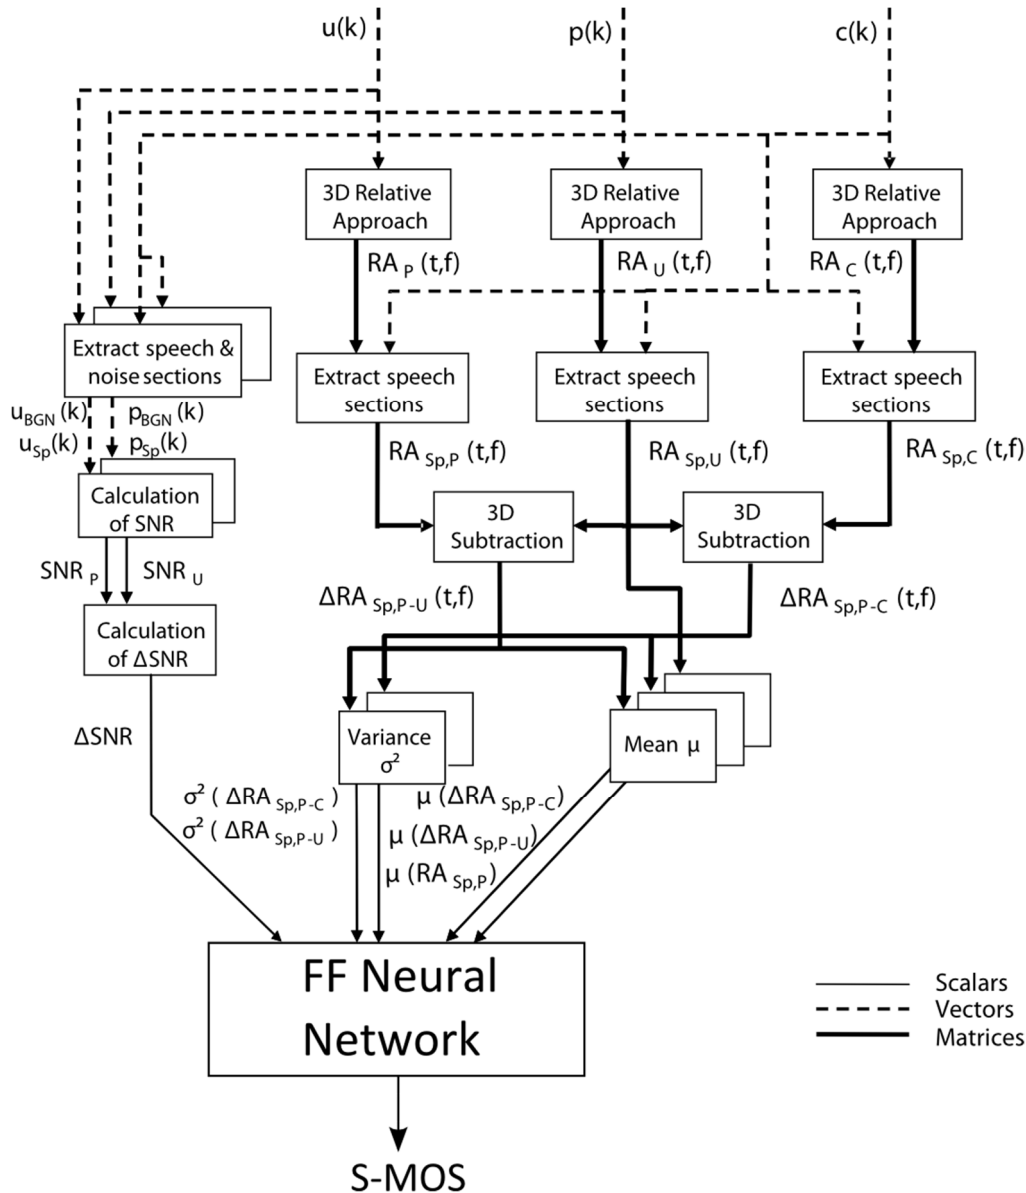 u(k)
p(k)
c(k)
3D Relative
Approach
3D Relative
Approach
3D Relative
Approach
RA P (t,f)
RA U (t,f)
RA C (t,f)
Extract speech &
noise sections
Extract speech
sections
Extract speech
sections
Extract speech
sections
uBGN (k)
pBGN (k)
uSp(k)
pSp(k)
RA Sp,P (t,f)
RA Sp,U (t,f)
RA Sp,C (t,f)
Calculation
of SNR
3D
Subtraction
3D
Subtraction
SNR P
SNR U
ΔRA Sp,P-U (t,f)
ΔRA Sp,P-C (t,f)
Calculation
of ΔSNR
ΔSNR
Variance
σ²
Mean μ
σ² ( ΔRA Sp,P-C )
σ² ( ΔRA Sp,P-U )
μ (ΔRA Sp,P-C)
μ (ΔRA Sp,P-U)
μ (RA Sp,P)
FF Neural
Network
Scalars
Vectors
Matrices
S-MOS